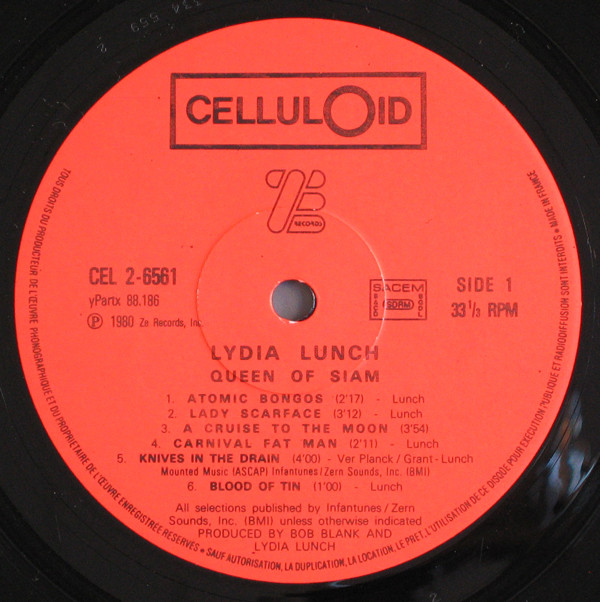 CELLULOID
ZE
RECORDS
CEL 2-6561
yPartx 88.186
Ⓟ 1980 Ze Records, Inc.
SACEM
SDRM
SIDE 1
33 1/3 RPM
LYDIA LUNCH
QUEEN OF SIAM
1. ATOMIC BONGOS (2'17) - Lunch
2. LADY SCARFACE (3'12) - Lunch
3. A CRUISE TO THE MOON (3'54)
4. CARNIVAL FAT MAN (2'11) - Lunch
5. KNIVES IN THE DRAIN (4'00) - Ver Planck / Grant - Lunch
Mounted Music (ASCAP) Infantunes / Zern Sounds, Inc. (BMI)
6. BLOOD OF TIN (1'00) - Lunch
All selections published by Infantunes / Zern
Sounds, Inc. (BMI) unless otherwise indicated
PRODUCED BY BOB BLANK AND
LYDIA LUNCH
TOUS DROITS DU PRODUCTEUR DE L'ŒUVRE PHONOGRAPHIQUE ET DU PROPRIETAIRE DE L'ŒUVRE ENREGISTREE RESERVES ★ SAUF AUTORISATION, LA DUPLICATION, LA LOCATION, LE PRET, L'UTILISATION DE CE DISQUE POUR EXECUTION PUBLIQUE ET RADIODIFFUSION SONT INTERDITS ★ MADE IN FRANCE